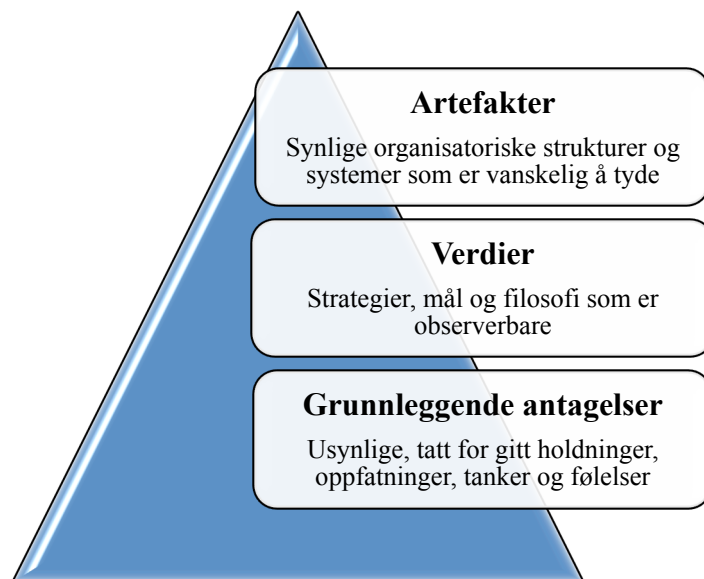 Artefakter
Synlige organisatoriske strukturer og
systemer som er vanskelig å tyde
Verdier
Strategier, mål og filosofi som er
observerbare
Grunnleggende antagelser
Usynlige, tatt for gitt holdninger,
oppfatninger, tanker og følelser